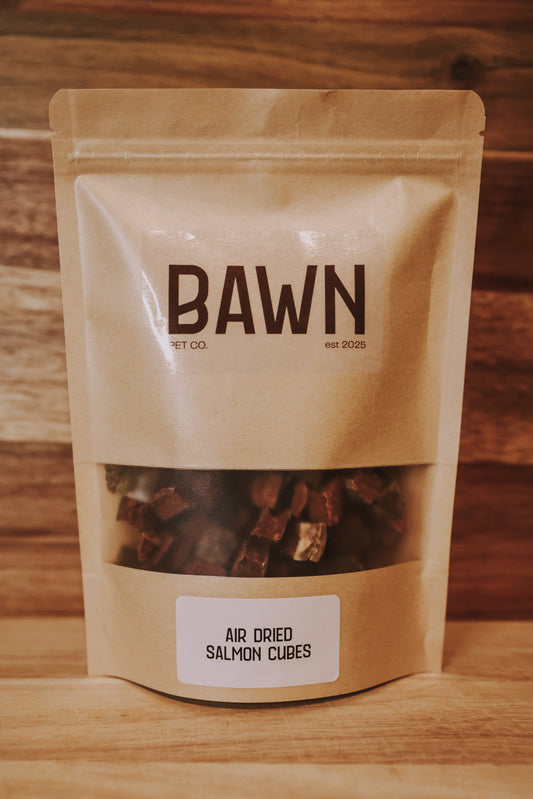 BAWN
PET CO. est 2025
AIR DRIED
SALMON CUBES